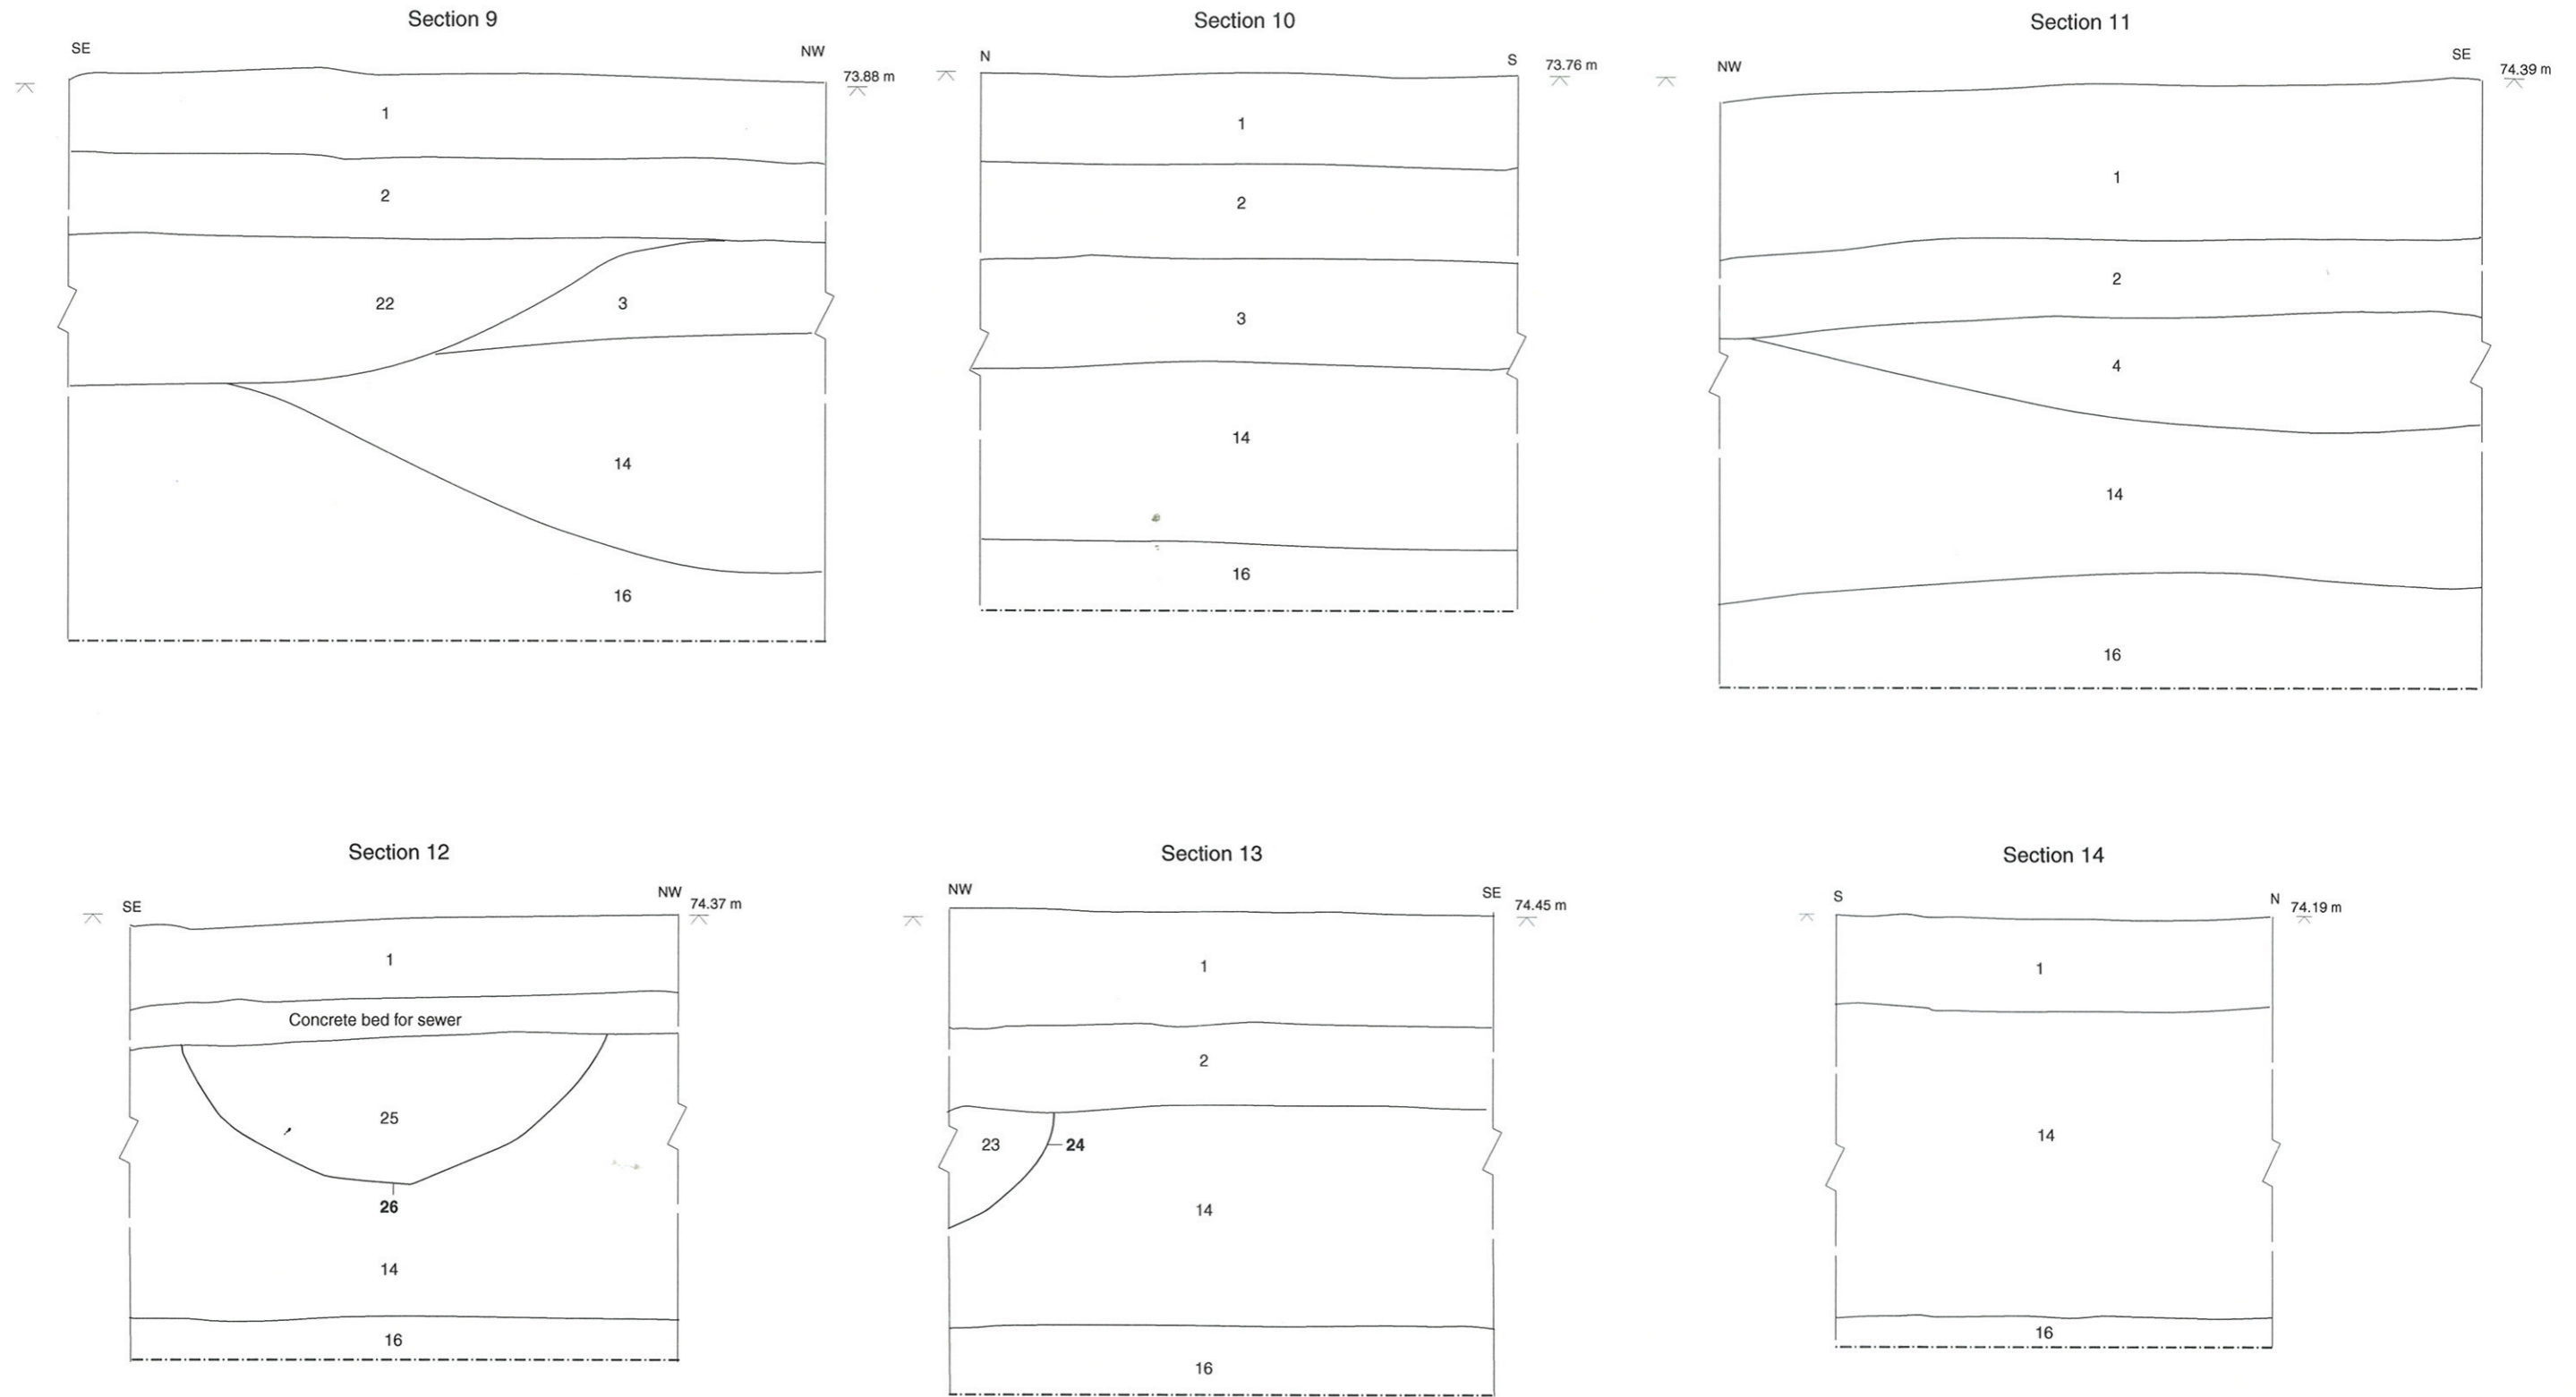 Section 9
SE
NW
73.88 m
1
2
22
3
14
16
Section 10
N
S
73.76 m
1
2
3
14
16
Section 11
NW
SE
74.39 m
1
2
4
14
16
Section 12
SE
NW
74.37 m
1
Concrete bed for sewer
25
26
14
16
Section 13
NW
SE
74.45 m
1
2
23
24
14
16
Section 14
S
N
74.19 m
1
14
16